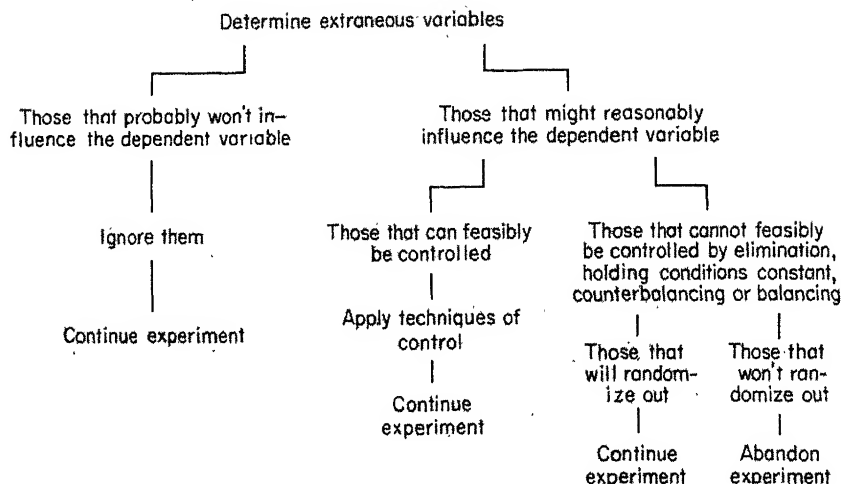 Determine extraneous variables
Those that probably won't in-
fluence the dependent variable
Those that might reasonably
influence the dependent variable
Ignore them
Continue experiment
Those that can feasibly
be controlled
Apply techniques of
control
Continue
experiment
Those that cannot feasibly
be controlled by elimination,
holding conditions constant,
counterbalancing or balancing
Those that
will random-
ize out
Continue
experiment
Those that
won't ran-
domize out
Abandon
experiment